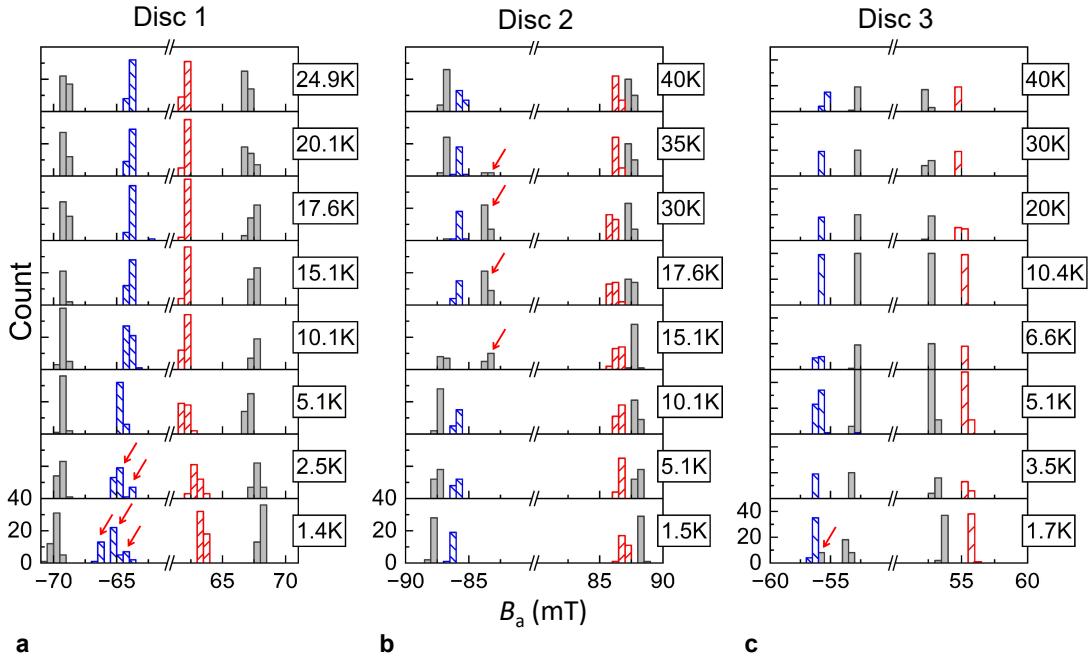 Disc 1 Disc 2 Disc 3
24.9K 40K 40K
20.1K 35K 30K
17.6K 30K 20K
15.1K 17.6K 10.4K
10.1K 15.1K 6.6K
5.1K 10.1K 5.1K
2.5K 5.1K 3.5K
1.4K 1.5K 1.7K
Count
40 40 40
20 20 20
0 0 0
−70 −65 65 70 −90 −85 85 90 −60 −55 55 60
Ba (mT)
a b c